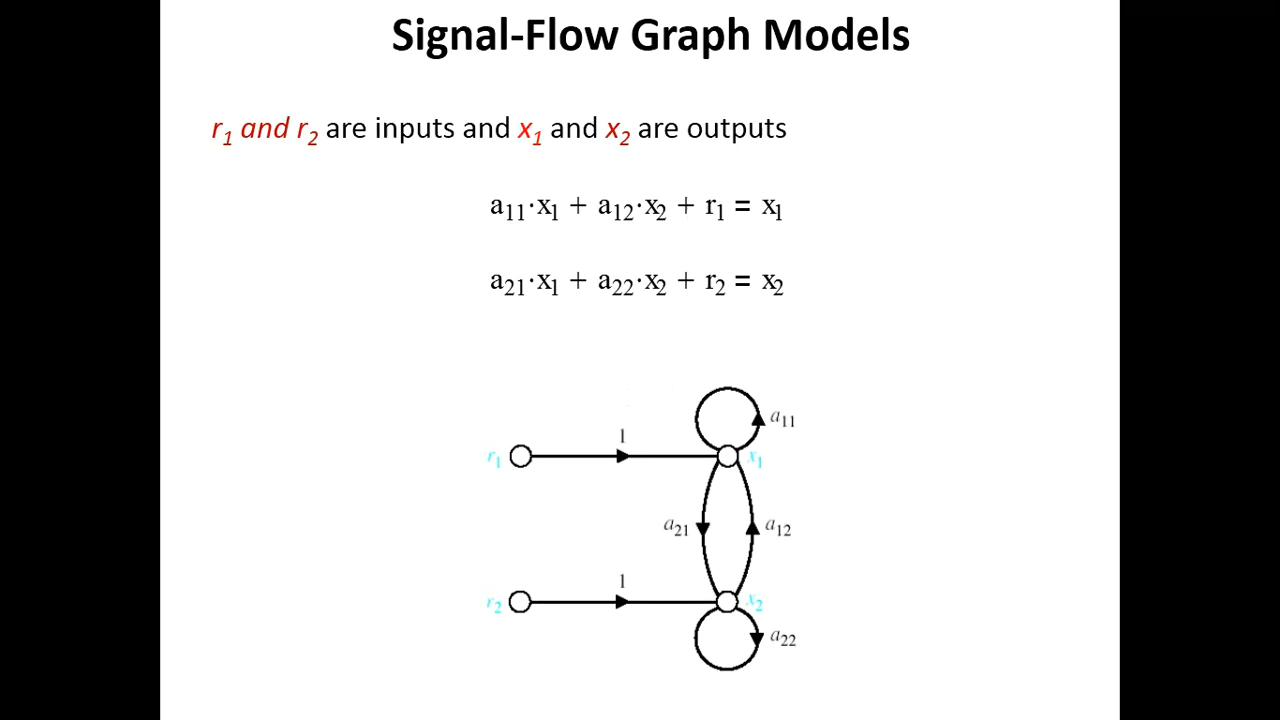 Signal-Flow Graph Models
r₁ and r₂ are inputs and x₁ and x₂ are outputs
a₁₁·x₁ + a₁₂·x₂ + r₁ = x₁
a₂₁·x₁ + a₂₂·x₂ + r₂ = x₂
a₁₁
r₁ 1 x₁
a₂₁ a₁₂
r₂ 1 x₂
a₂₂